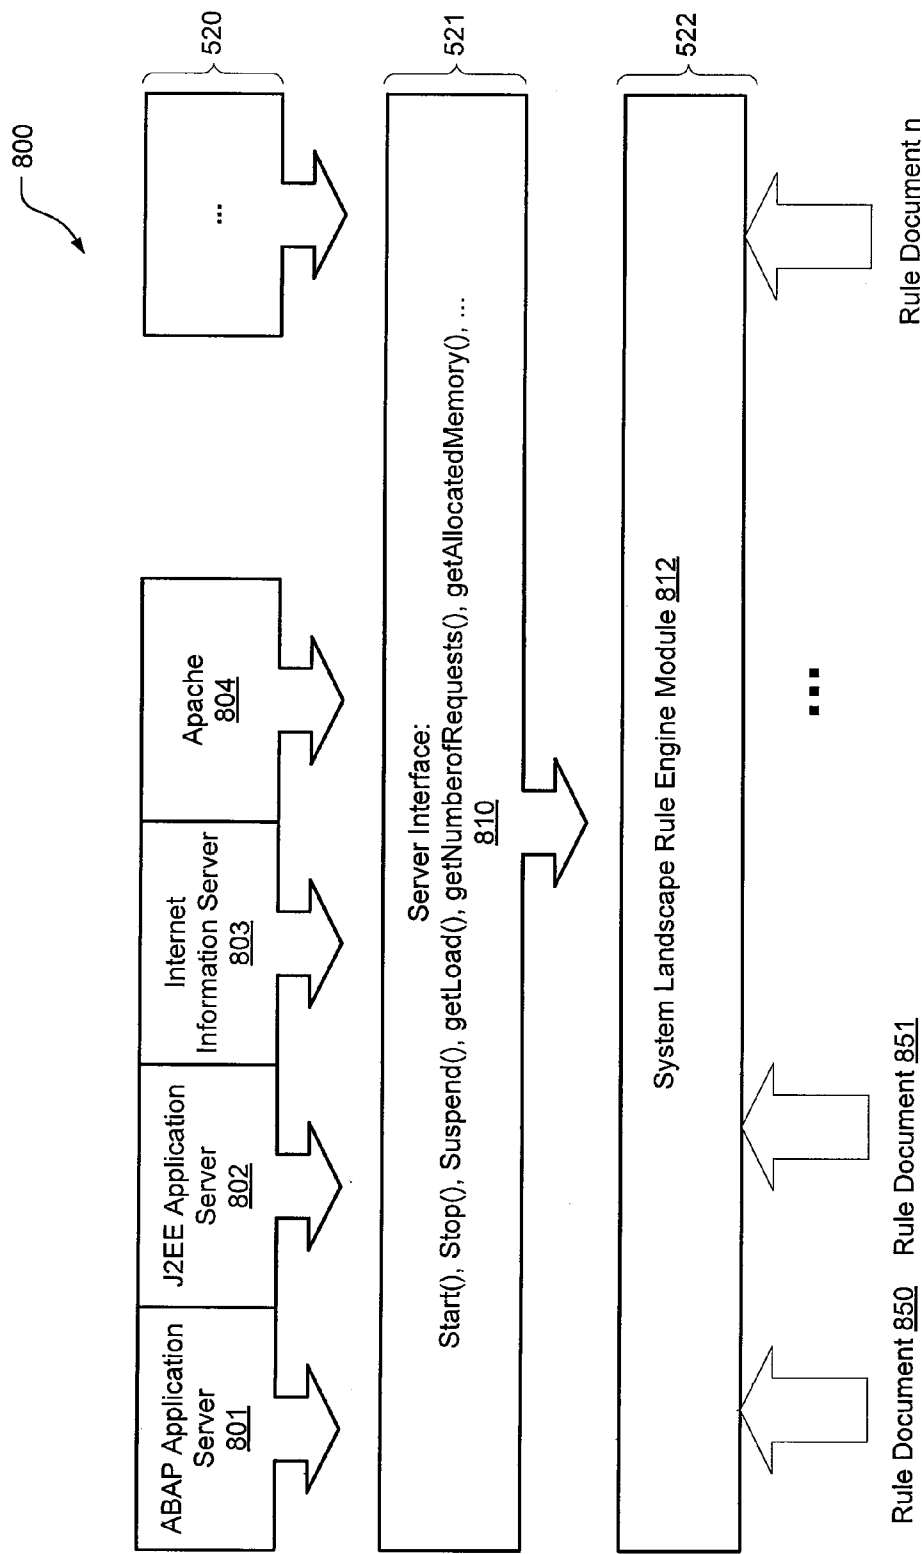 800
ABAP Application
Server
801
J2EE Application
Server
802
Internet
Information Server
803
Apache
804
...
520
Server Interface:
Start(), Stop(), Suspend(), getLoad(), getNumberofRequests(), getAllocatedMemory(), ...
810
521
System Landscape Rule Engine Module 812
522
Rule Document 850
Rule Document 851
...
Rule Document n